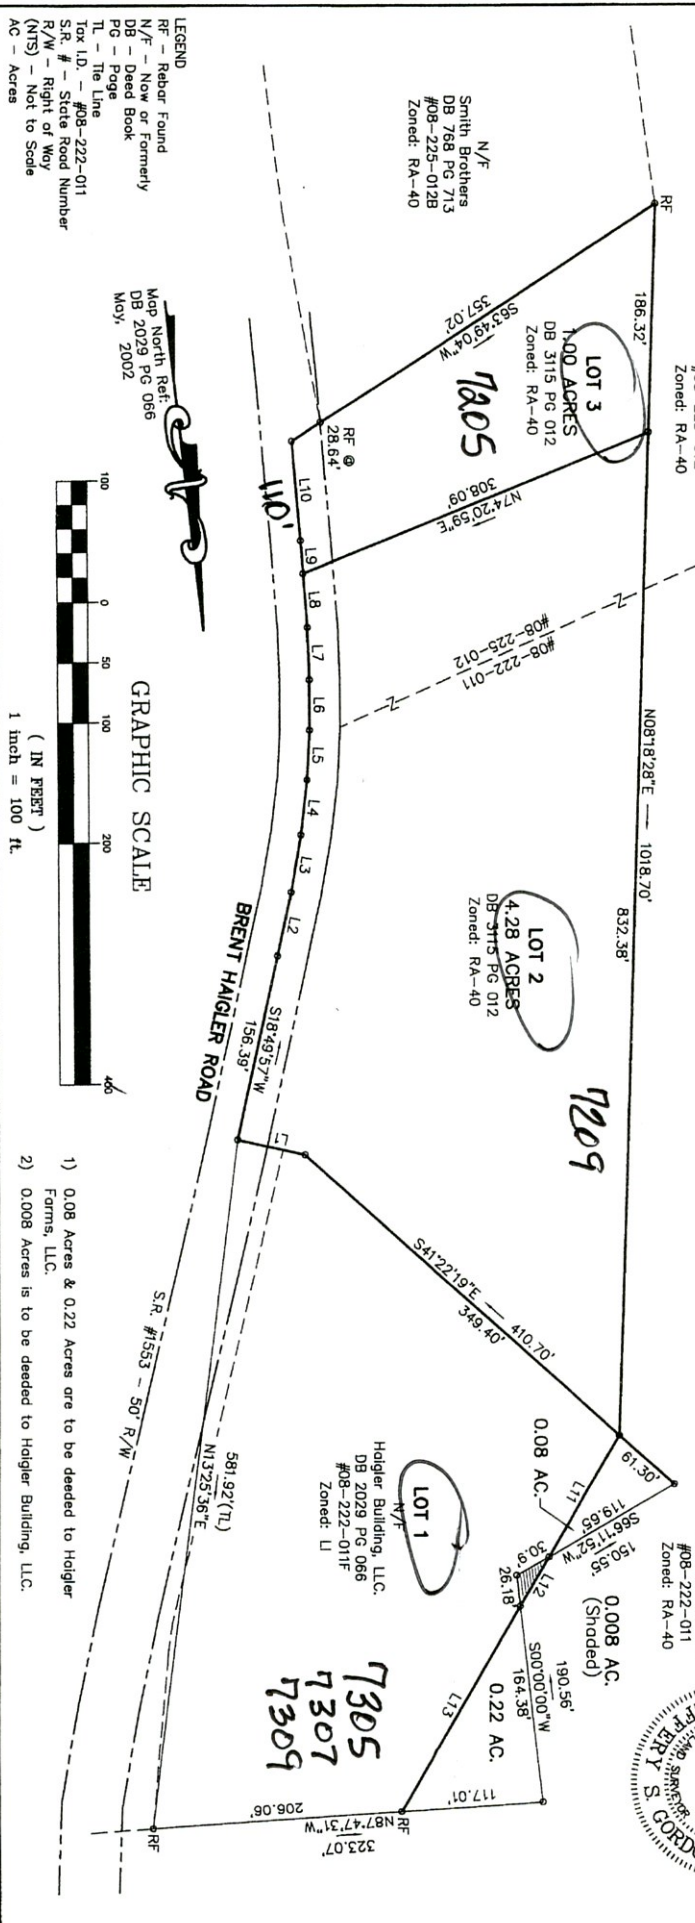 LEGEND
RF - Rebar Found
N/F - Now or Formerly
DB - Deed Book
PG - Page
TL - Tie Line
Tax I.D. - #08-222-011
S.R. # - State Road Number
R/W - Right of Way
(NTS) - Not to Scale
AC - Acres
N/F
Smith Brothers
DB 768 PG 713
#08-225-012B
Zoned: RA-40
Map North Ref:
DB 2029 PG 066
May, 2002
RF
186.32'
Zoned: RA-40
LOT 3
1.00 ACRES
DB 3115 PG 012
Zoned: RA-40
7205
S63°49'04"W
357.02'
RF @
28.64'
N74°20'59"E
308.09'
110'
L10
L9
L8
L7
L6
L5
L4
L3
L2
L1
#08-225-012
#08-222-011
N08°18'28"E
1018.70'
832.38'
LOT 2
4.28 ACRES
DB 3115 PG 012
Zoned: RA-40
7209
S18°49'57"W
156.39'
BRENT HAIGLER ROAD
S.R. #1553 - 50' R/W
581.92'(TL)
N13°25'36"E
S41°22'19"E
410.70'
349.40'
61.30'
0.08 AC.
L11
119.65'
S66°11'52"W
150.55'
30.9'
26.18'
L12
0.008 AC.
(Shaded)
190.56'
S00°00'00"W
164.38'
0.22 AC.
L13
117.01'
206.06'
N87°47'31"W
323.07'
RF
RF
#08-222-011
Zoned: RA-40
LOT 1
N/F
Haigler Building, LLC.
DB 2029 PG 066
#08-222-011F
Zoned: LI
7305
7307
7309
GRAPHIC SCALE
100
0
50
100
200
400
( IN FEET )
1 inch = 100 ft.
1) 0.08 Acres & 0.22 Acres are to be deeded to Haigler
Farms, LLC.
2) 0.008 Acres is to be deeded to Haigler Building, LLC.
SURVEYOR
S. GORDO